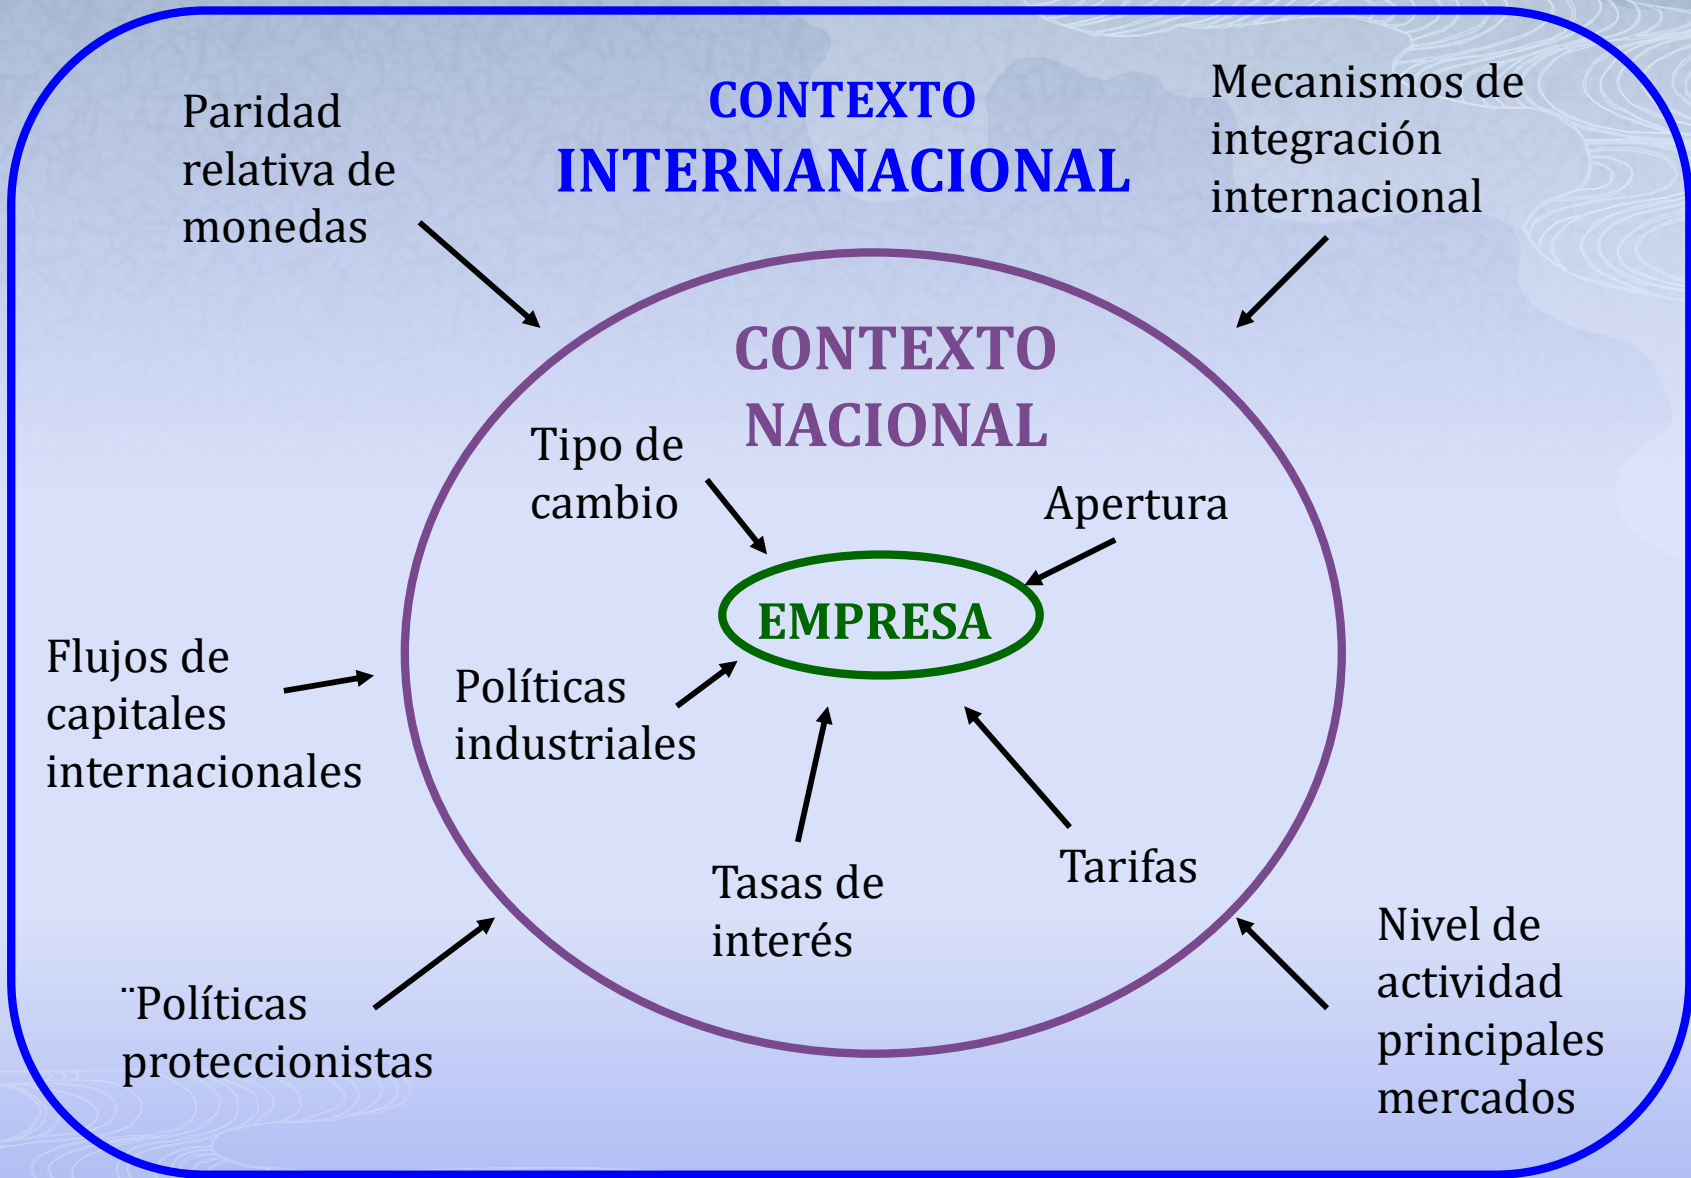 CONTEXTO
INTERNANACIONAL
Paridad
relativa de
monedas
Mecanismos de
integración
internacional
CONTEXTO
NACIONAL
Tipo de
cambio
Apertura
EMPRESA
Flujos de
capitales
internacionales
Políticas
industriales
Tasas de
interés
Tarifas
¨Políticas
proteccionistas
Nivel de
actividad
principales
mercados